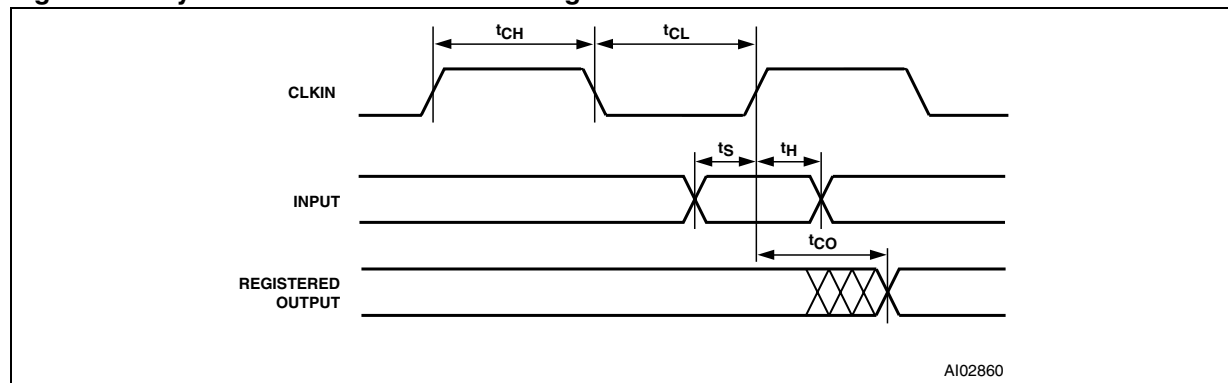 tCH
tCL
CLKIN
tS
tH
INPUT
tCO
REGISTERED
OUTPUT
AI02860